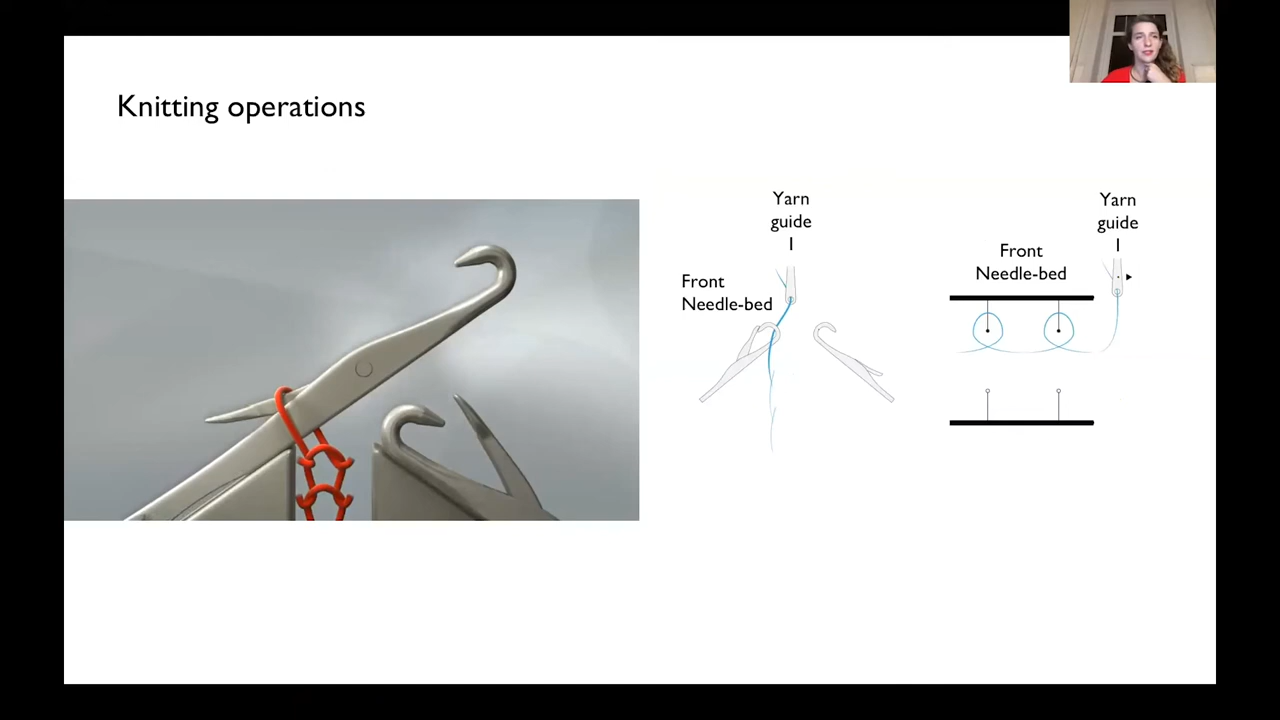 Knitting operations
Yarn
guide
Front
Needle-bed
Yarn
guide
Front
Needle-bed